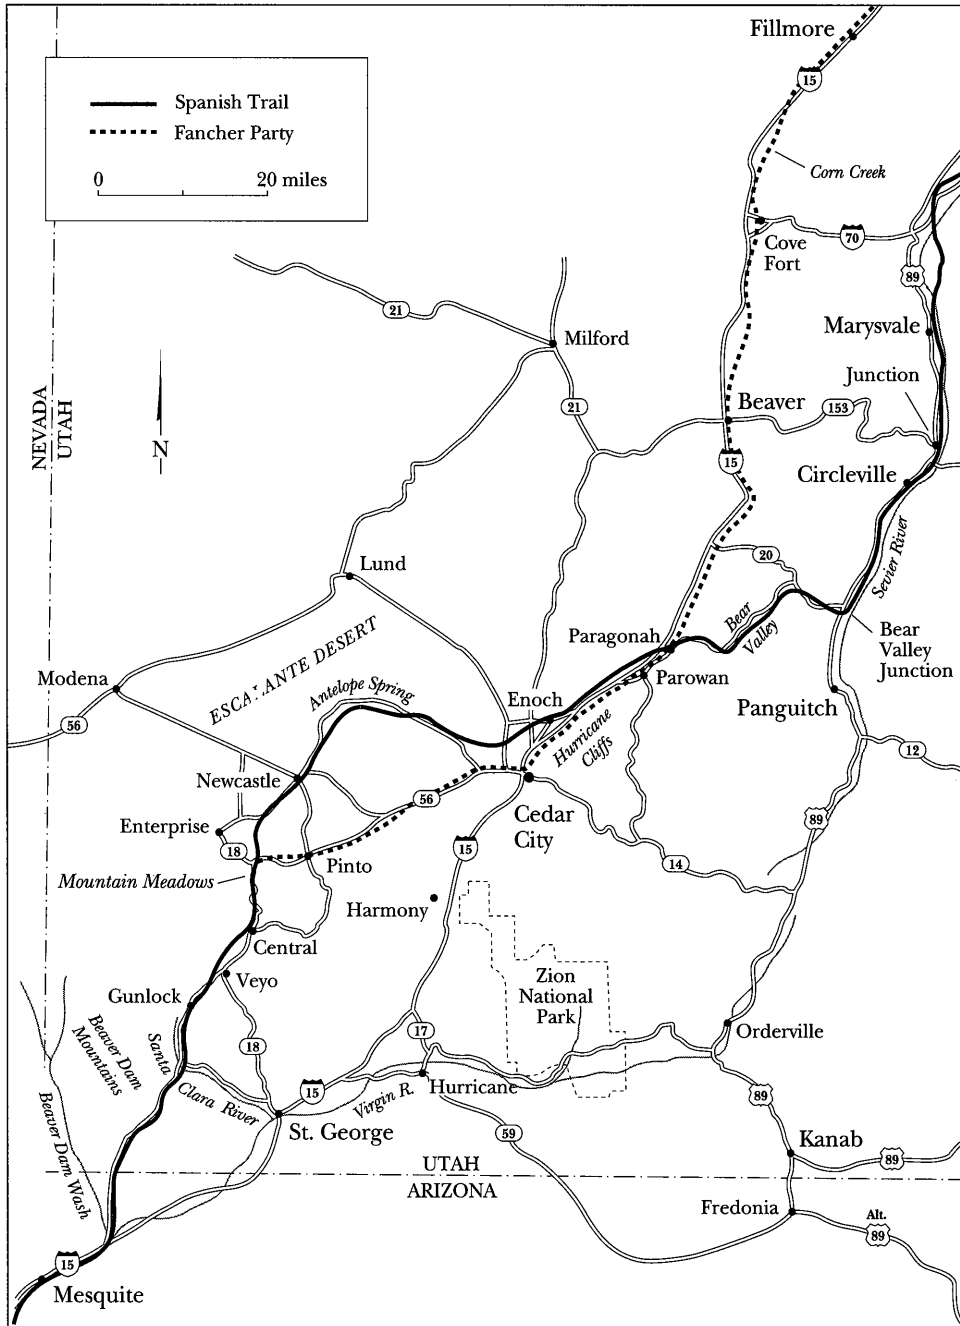 Fillmore
15
Spanish Trail
Fancher Party
0
20 miles
Corn Creek
70
Cove
Fort
89
21
Marysvale
Milford
Junction
NEVADA
UTAH
N
21
Beaver
153
15
Circleville
20
Sevier River
Lund
Bear
Valley
Bear
Valley
Junction
Paragonah
ESCALANTE DESERT
Antelope Spring
Modena
56
Enoch
Parowan
Panguitch
Hurricane
Cliffs
12
Newcastle
56
Cedar
City
89
Enterprise
18
15
14
Pinto
Mountain Meadows
Harmony
Central
Zion
National
Park
Veyo
Gunlock
Beaver Dam
Mountains
Santa
Clara River
18
17
Orderville
15
Virgin R.
Hurricane
89
Beaver Dam Wash
St. George
59
Kanab
89
UTAH
ARIZONA
Fredonia
Alt.
89
15
Mesquite